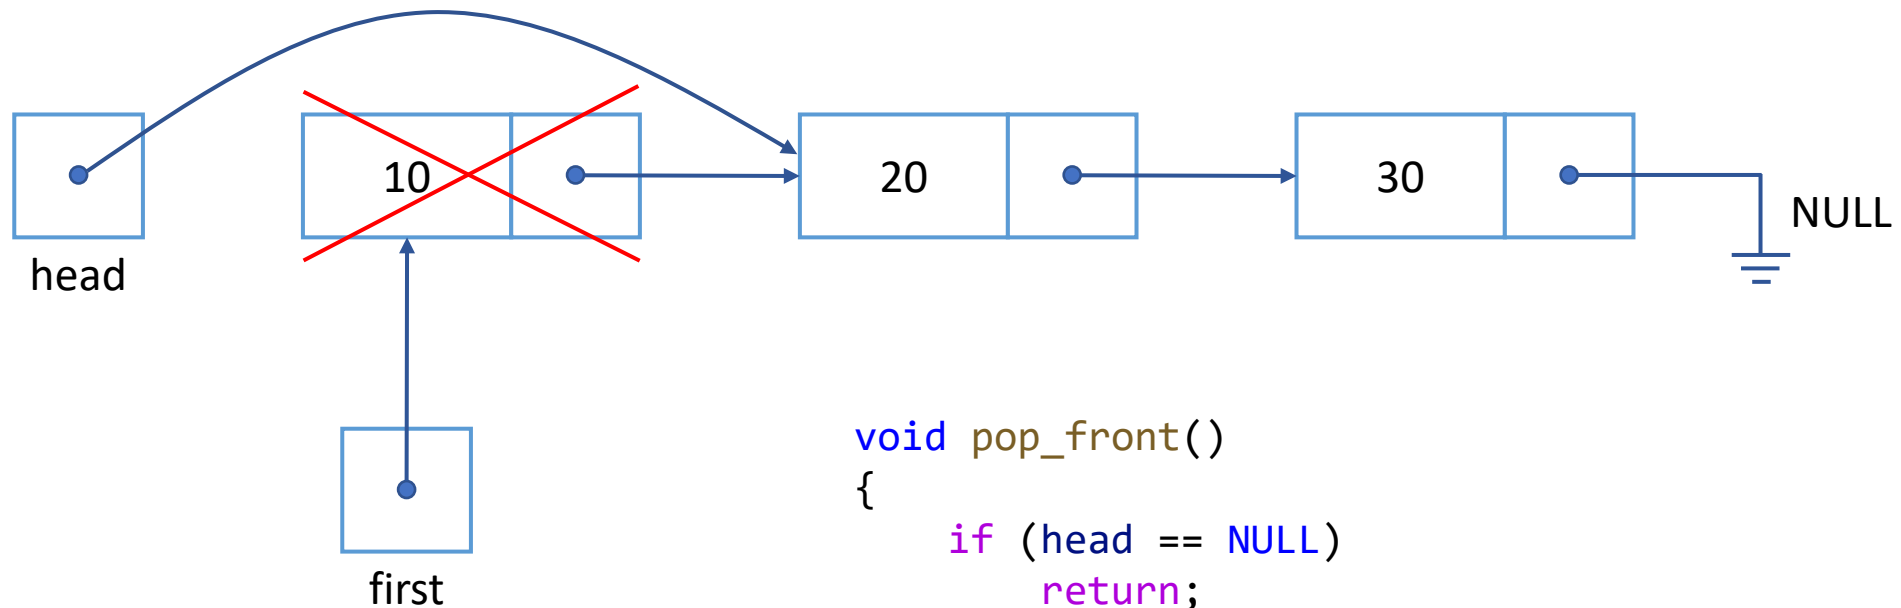 10
20
30
NULL
head
first
void pop_front()
{
    if (head == NULL)
        return;